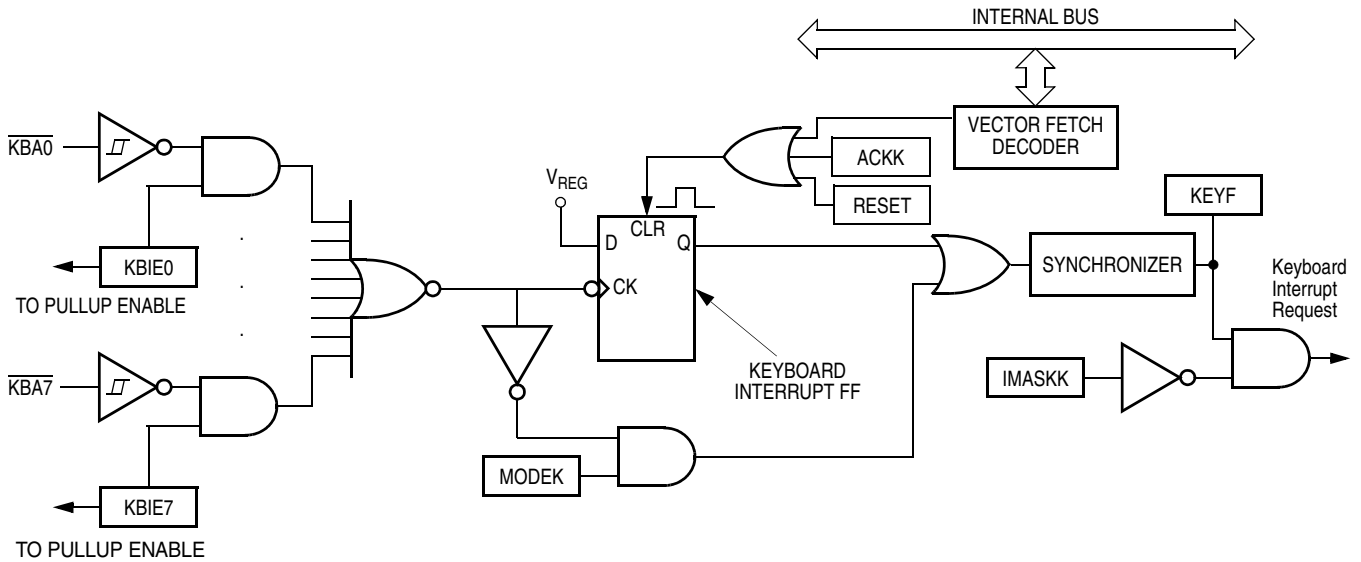 INTERNAL BUS
VECTOR FETCH
DECODER
KBA0
ACKK
VREG
KEYF
RESET
CLR
D
Q
KBIE0
SYNCHRONIZER
Keyboard
Interrupt
Request
CK
TO PULLUP ENABLE
KBA7
KEYBOARD
INTERRUPT FF
IMASKK
MODEK
KBIE7
TO PULLUP ENABLE